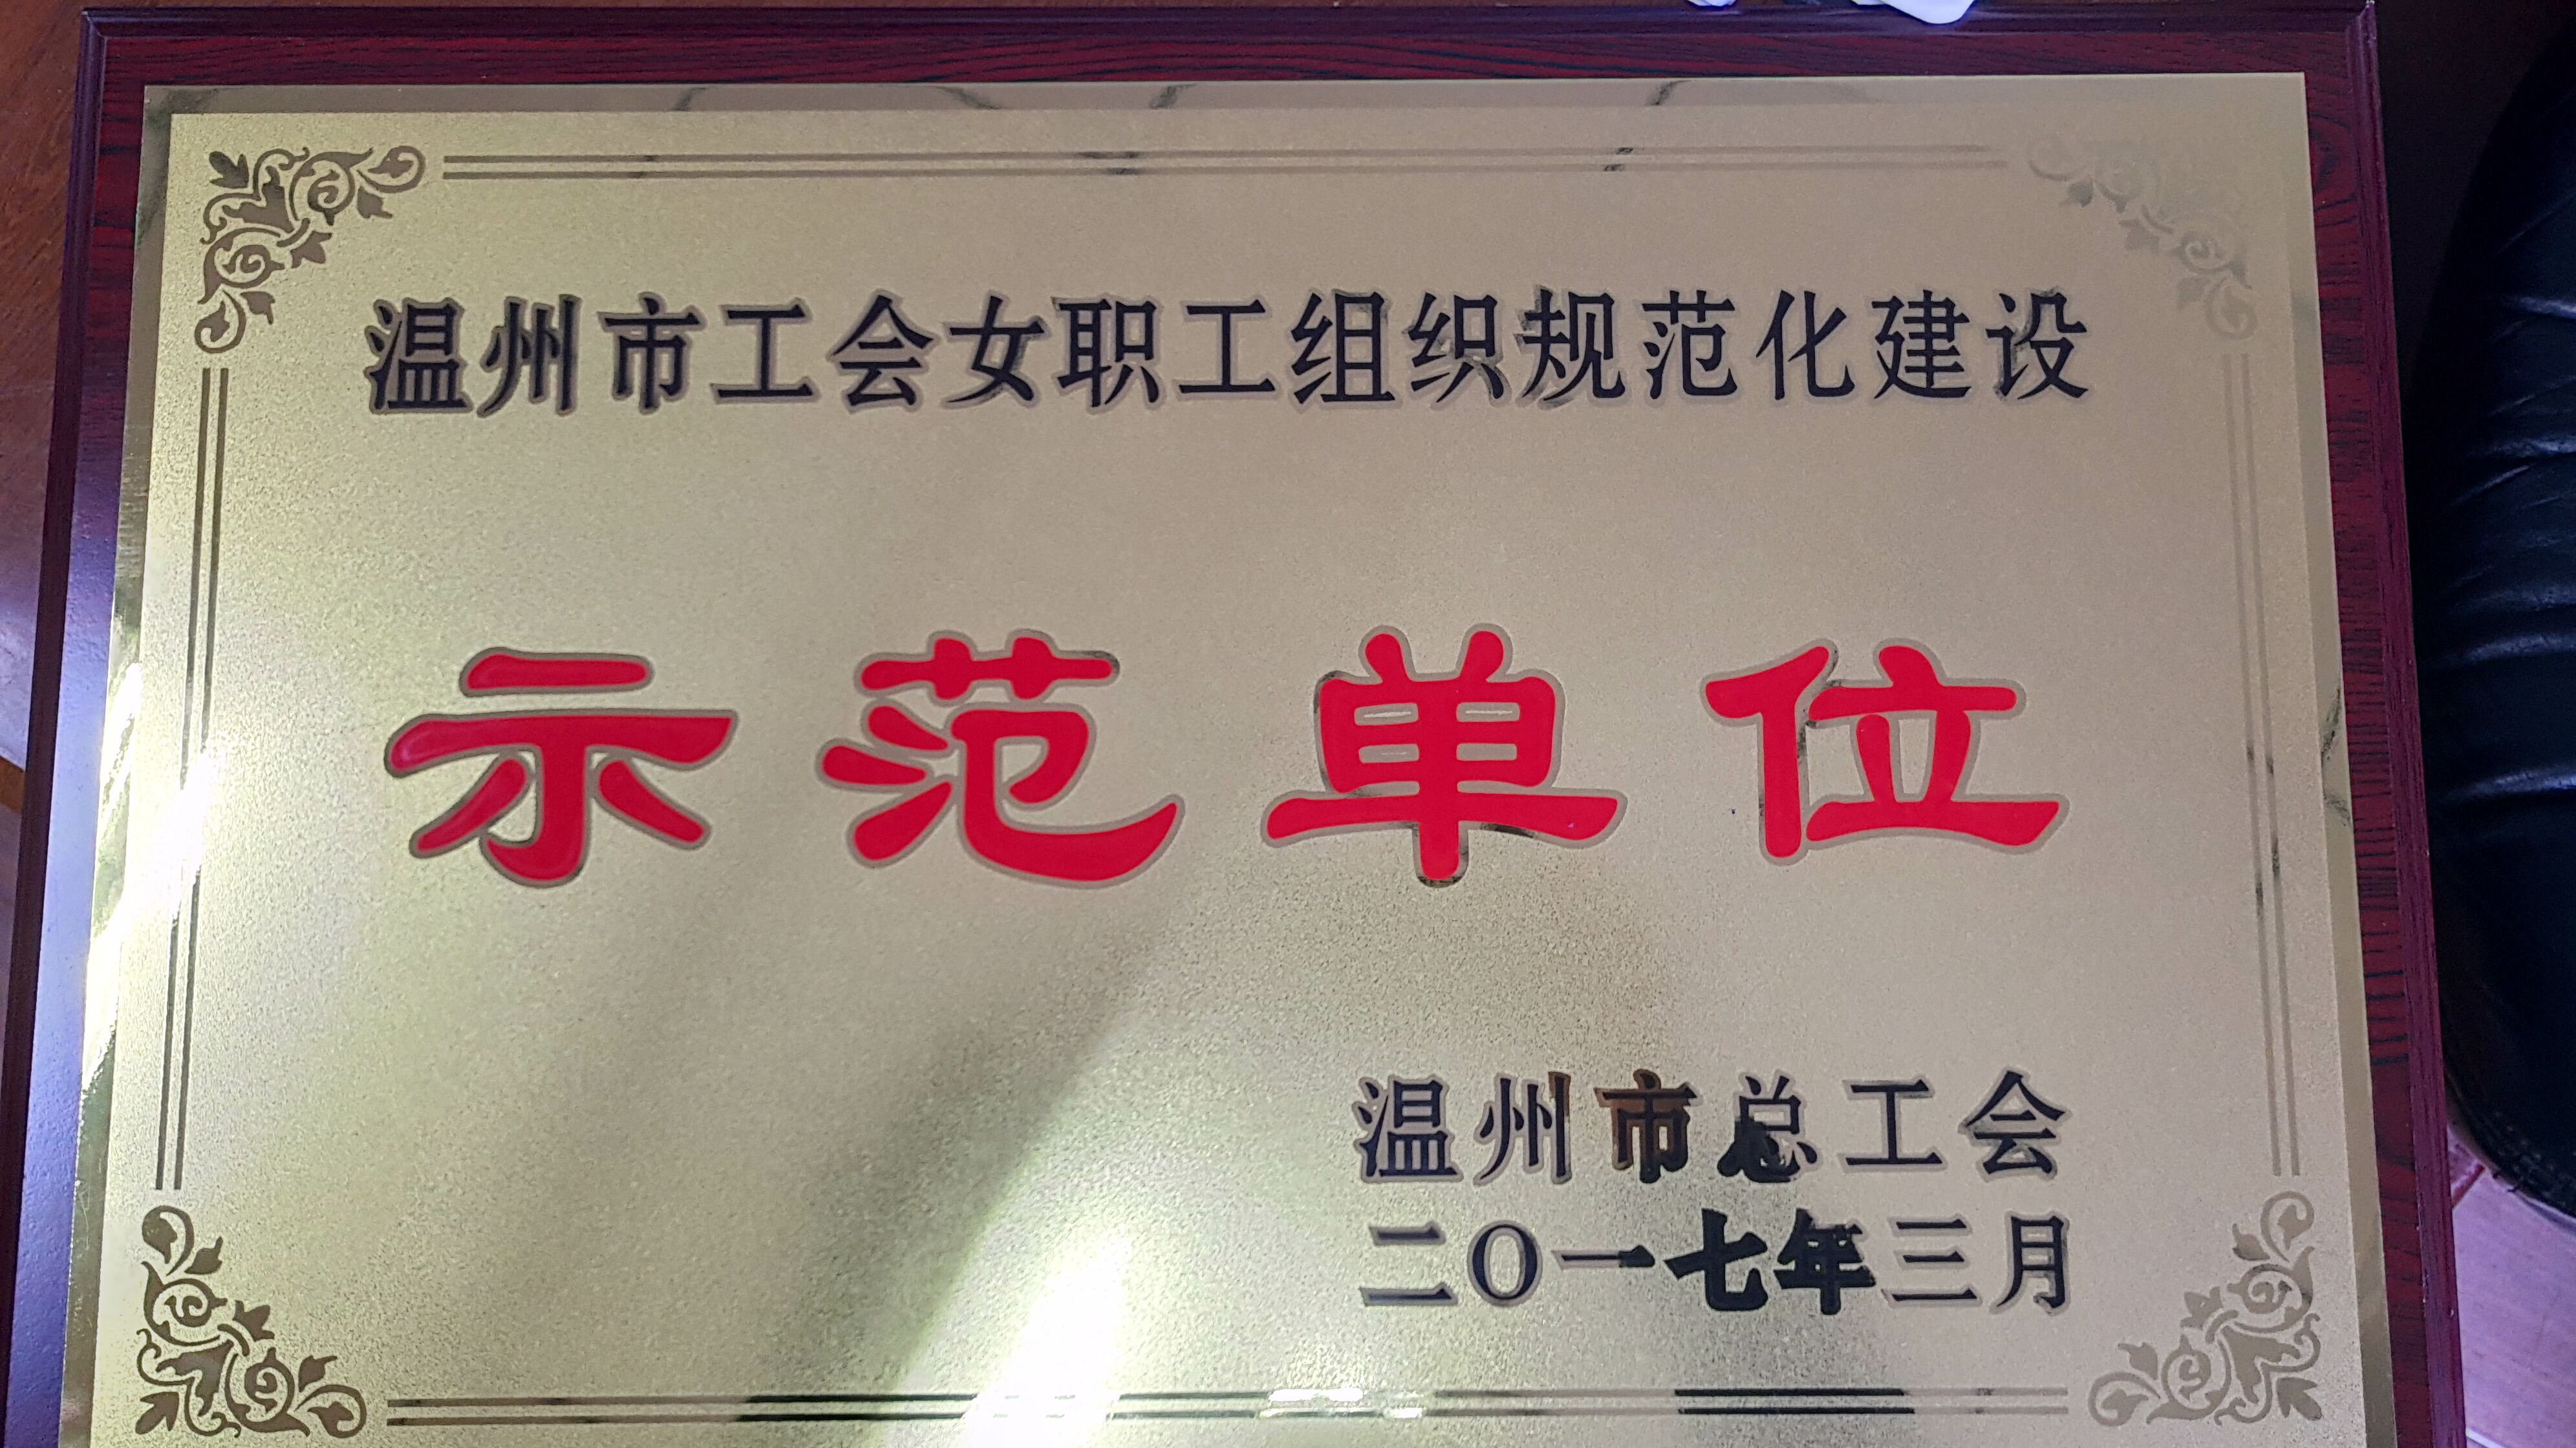 温州市工会女职工组织规范化建设
示范单位
温州市总工会
二〇一七年三月